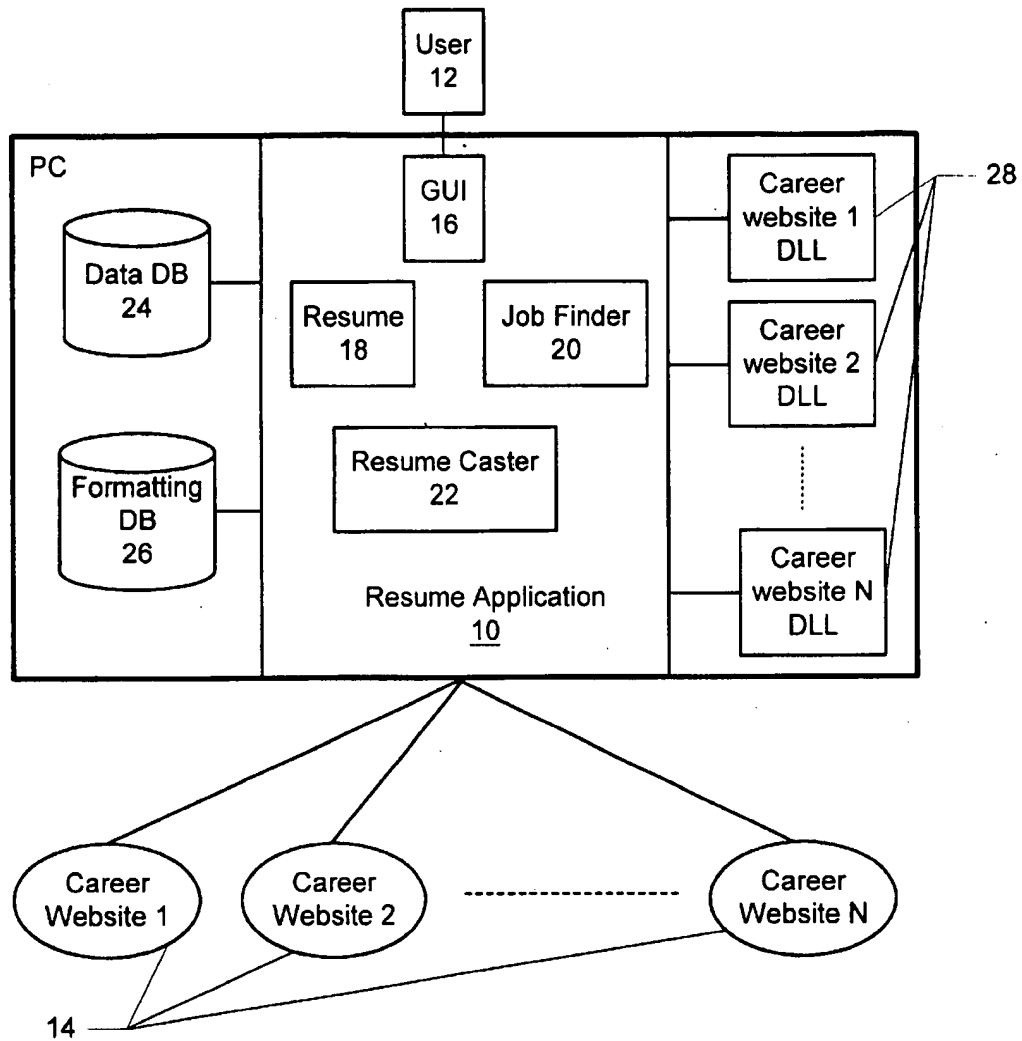 User
12
PC
GUI
16
Career
website 1
DLL
28
Data DB
24
Resume
18
Job Finder
20
Career
website 2
DLL
Resume Caster
22
Formatting
DB
26
Career
website N
DLL
Resume Application
10
Career
Website 1
Career
Website 2
Career
Website N
14